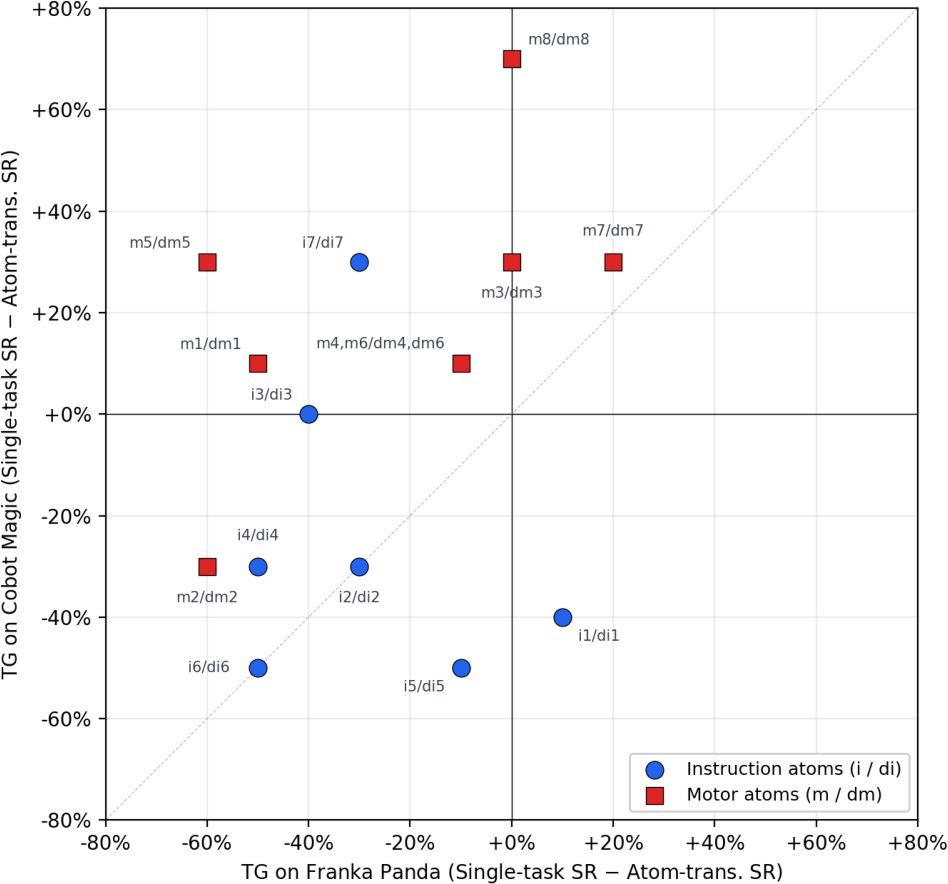 +80%
m8/dm8
+60%
+40%
m5/dm5
i7/di7
m7/dm7
m3/dm3
+20%
m1/dm1
m4,m6/dm4,dm6
i3/di3
+0%
-20%
i4/di4
m2/dm2
i2/di2
-40%
i1/di1
i6/di6
i5/di5
-60%
Instruction atoms (i / di)
Motor atoms (m / dm)
-80%
-80%
-60%
-40%
-20%
+0%
+20%
+40%
+60%
+80%
TG on Franka Panda (Single-task SR − Atom-trans. SR)
TG on Cobot Magic (Single-task SR − Atom-trans. SR)